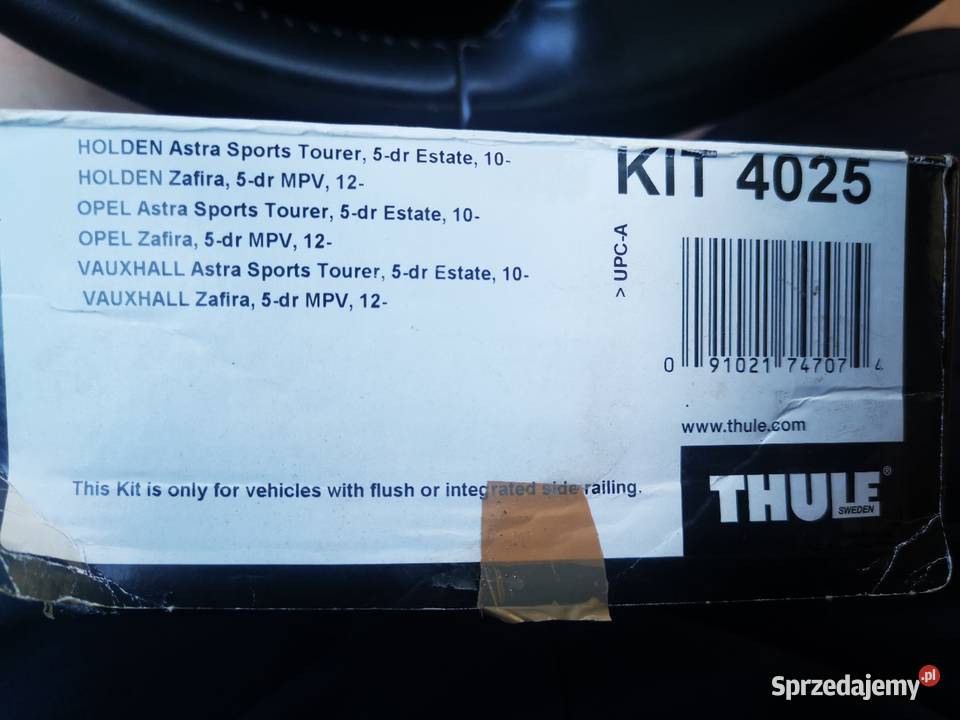 HOLDEN Astra Sports Tourer, 5-dr Estate, 10-
HOLDEN Zafira, 5-dr MPV, 12-
OPEL Astra Sports Tourer, 5-dr Estate, 10-
OPEL Zafira, 5-dr MPV, 12-
VAUXHALL Astra Sports Tourer, 5-dr Estate, 10-
VAUXHALL Zafira, 5-dr MPV, 12-
This Kit is only for vehicles with flush or integrated side railing.
KIT 4025
> UPC-A
0 91021 74707 4
www.thule.com
THULE®
SWEDEN
Sprzedajemy.pl